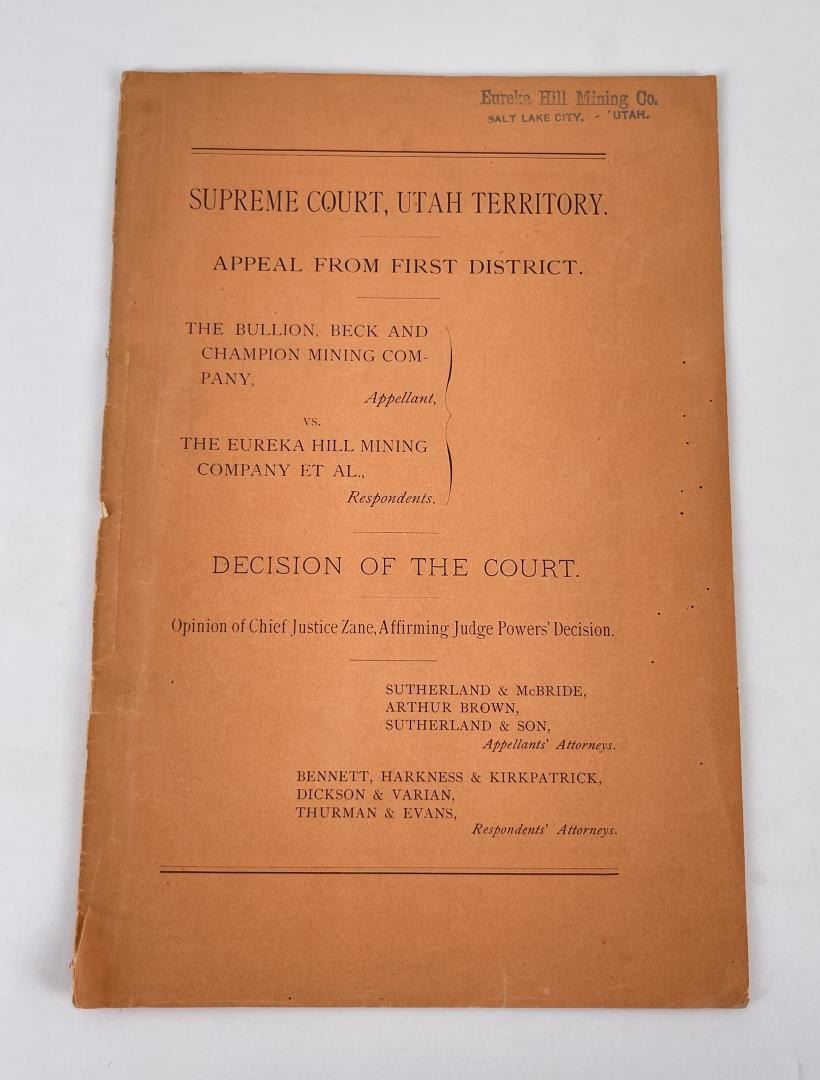 Eureka Hill Mining Co.
SALT LAKE CITY, - UTAH.
SUPREME COURT, UTAH TERRITORY.
APPEAL FROM FIRST DISTRICT.
THE BULLION, BECK AND
CHAMPION MINING COM-
PANY,
Appellant,
VS.
THE EUREKA HILL MINING
COMPANY ET AL.,
Respondents.
DECISION OF THE COURT.
Opinion of Chief Justice Zane, Affirming Judge Powers' Decision.
SUTHERLAND & McBRIDE,
ARTHUR BROWN,
SUTHERLAND & SON,
Appellants' Attorneys.
BENNETT, HARKNESS & KIRKPATRICK,
DICKSON & VARIAN,
THURMAN & EVANS,
Respondents' Attorneys.